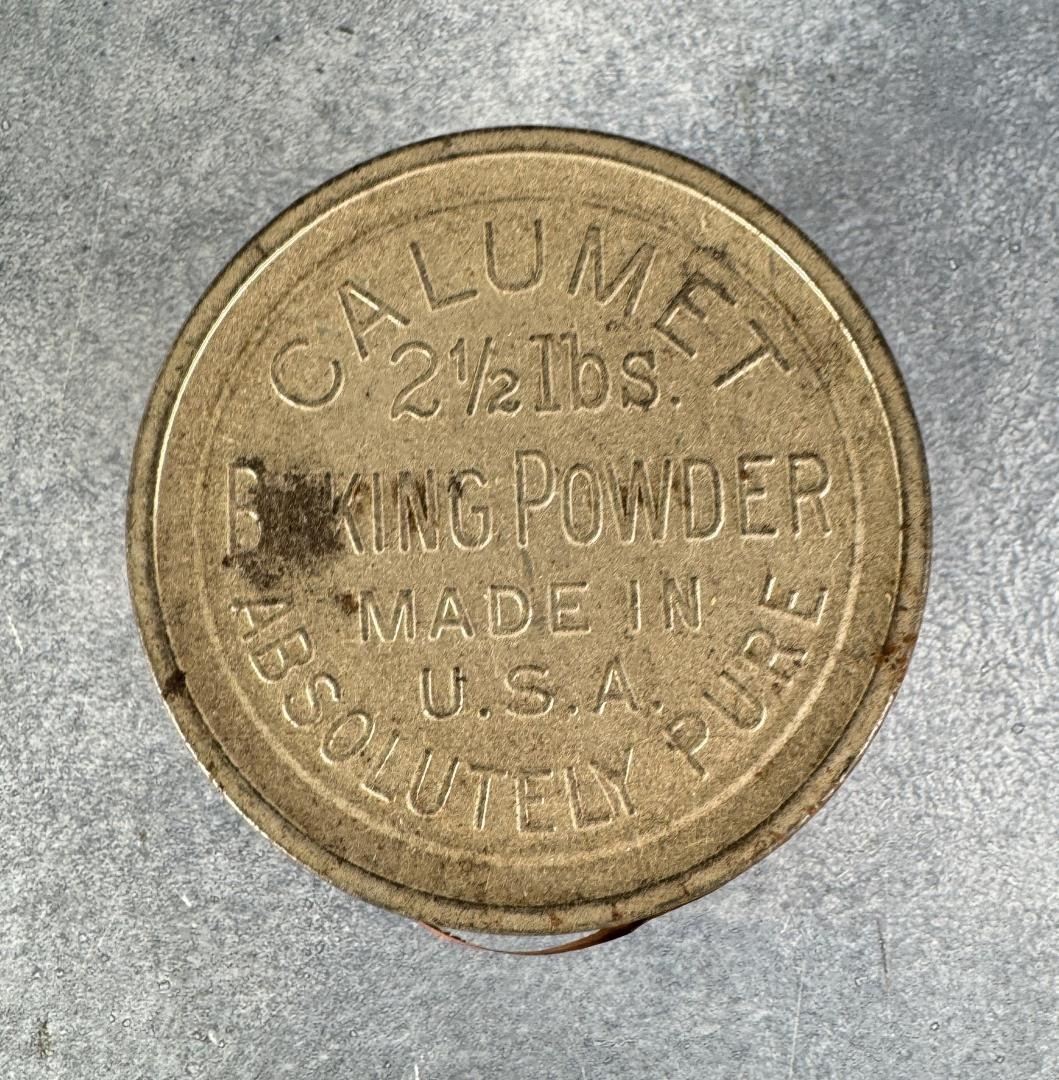 CALUMET
2½ lbs.
BAKING POWDER
MADE IN
U.S.A.
ABSOLUTELY PURE